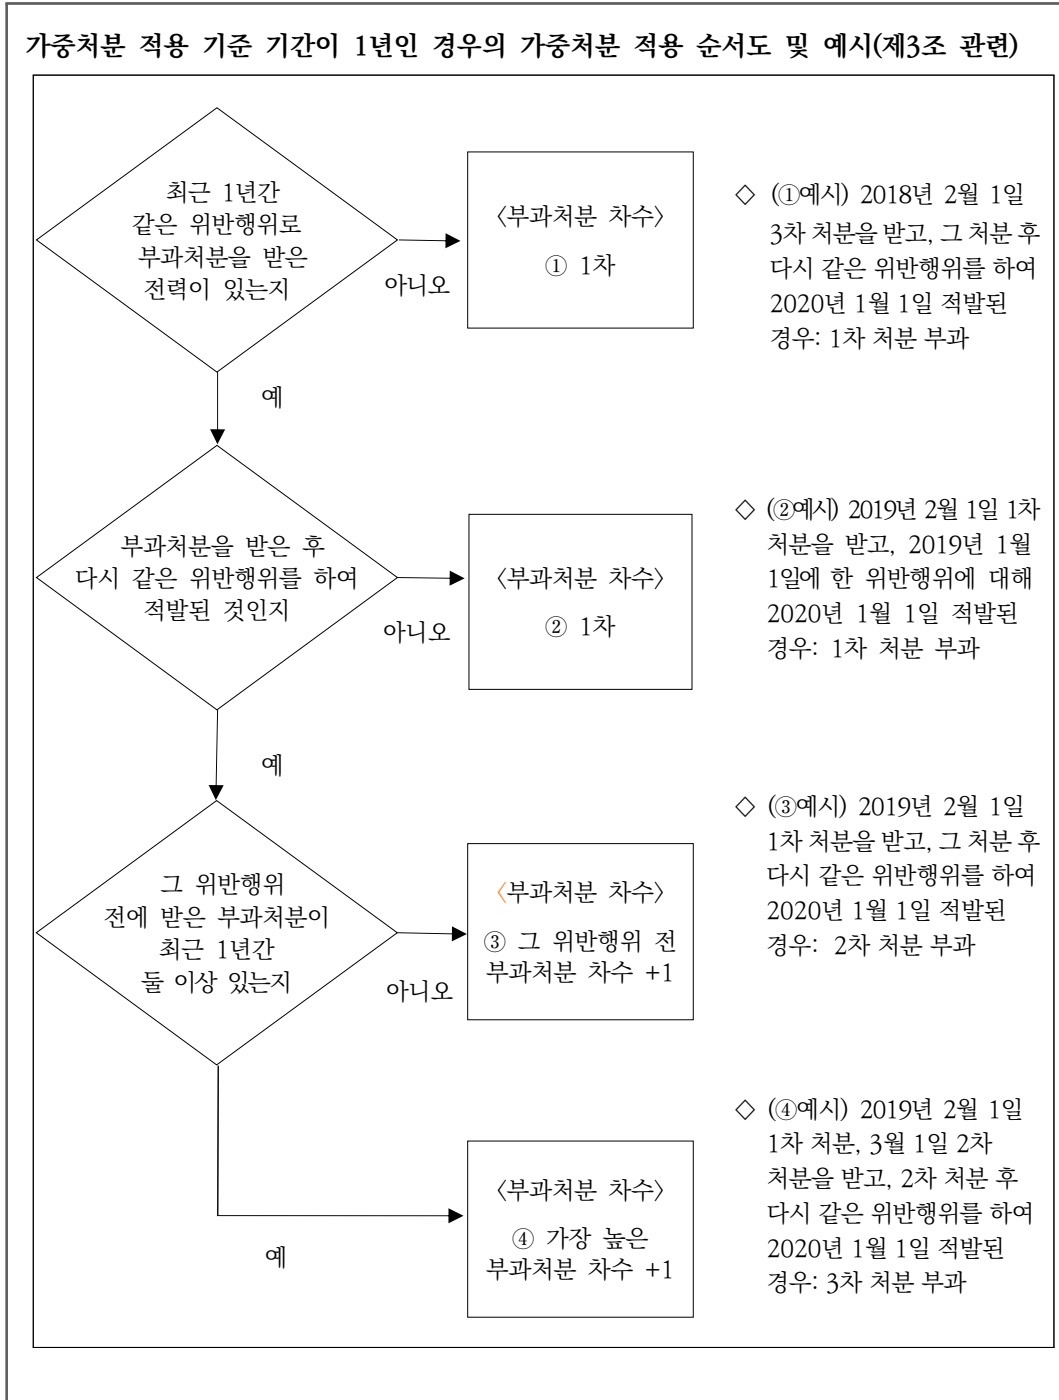 가중처분 적용 기준 기간이 1년인 경우의 가중처분 적용 순서도 및 예시(제3조 관련)
최근 1년간
같은 위반행위로
부과처분을 받은
전력이 있는지
아니오
예
〈부과처분 차수〉
① 1차
◇ (①예시) 2018년 2월 1일
3차 처분을 받고, 그 처분 후
다시 같은 위반행위를 하여
2020년 1월 1일 적발된
경우: 1차 처분 부과
부과처분을 받은 후
다시 같은 위반행위를 하여
적발된 것인지
아니오
예
〈부과처분 차수〉
② 1차
◇ (②예시) 2019년 2월 1일 1차
처분을 받고, 2019년 1월
1일에 한 위반행위에 대해
2020년 1월 1일 적발된
경우: 1차 처분 부과
그 위반행위
전에 받은 부과처분이
최근 1년간
둘 이상 있는지
아니오
예
〈부과처분 차수〉
③ 그 위반행위 전
부과처분 차수 +1
◇ (③예시) 2019년 2월 1일
1차 처분을 받고, 그 처분 후
다시 같은 위반행위를 하여
2020년 1월 1일 적발된
경우: 2차 처분 부과
〈부과처분 차수〉
④ 가장 높은
부과처분 차수 +1
◇ (④예시) 2019년 2월 1일
1차 처분, 3월 1일 2차
처분을 받고, 2차 처분 후
다시 같은 위반행위를 하여
2020년 1월 1일 적발된
경우: 3차 처분 부과